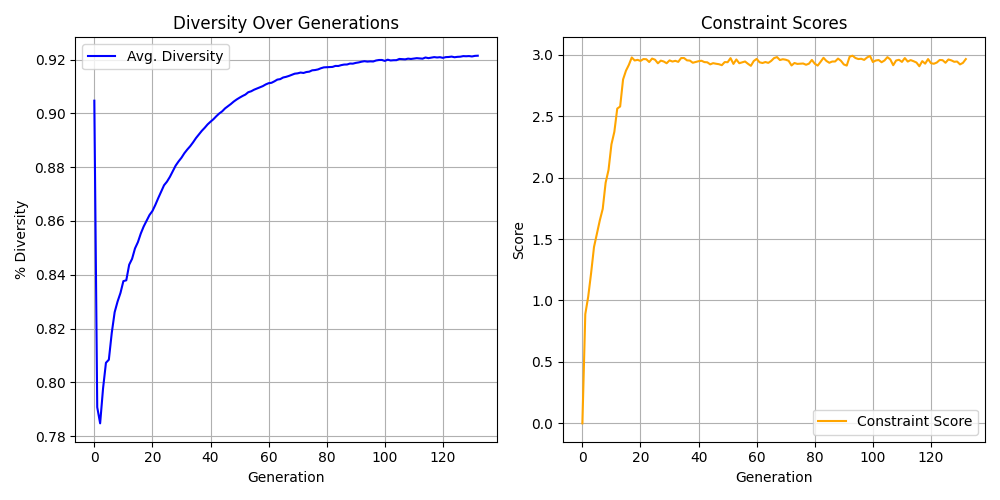 Diversity Over Generations
Avg. Diversity
0.92
0.90
0.88
0.86
0.84
0.82
0.80
0.78
% Diversity
0 20 40 60 80 100 120
Generation
Constraint Scores
3.0
2.5
2.0
1.5
1.0
0.5
0.0
Score
Constraint Score
0 20 40 60 80 100 120
Generation